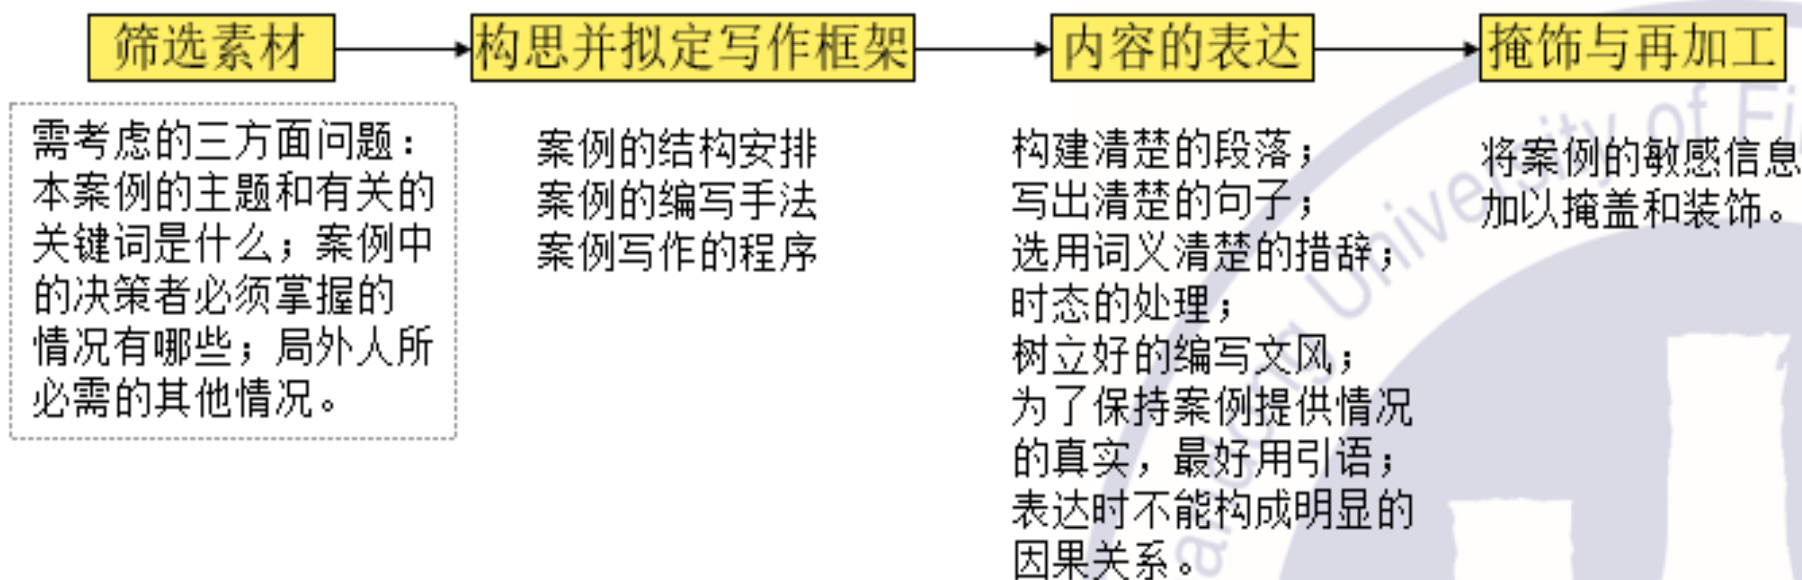 筛选素材
构思并拟定写作框架
内容的表达
掩饰与再加工
需考虑的三方面问题：
本案例的主题和有关的
关键词是什么；案例中
的决策者必须掌握的
情况有哪些；局外人所
必需的其他情况。
案例的结构安排
案例的编写手法
案例写作的程序
构建清楚的段落；
写出清楚的句子；
选用词义清楚的措辞；
时态的处理；
树立好的编写文风；
为了保持案例提供情况
的真实，最好用引语；
表达时不能构成明显的
因果关系。
将案例的敏感信息
加以掩盖和装饰。
University of